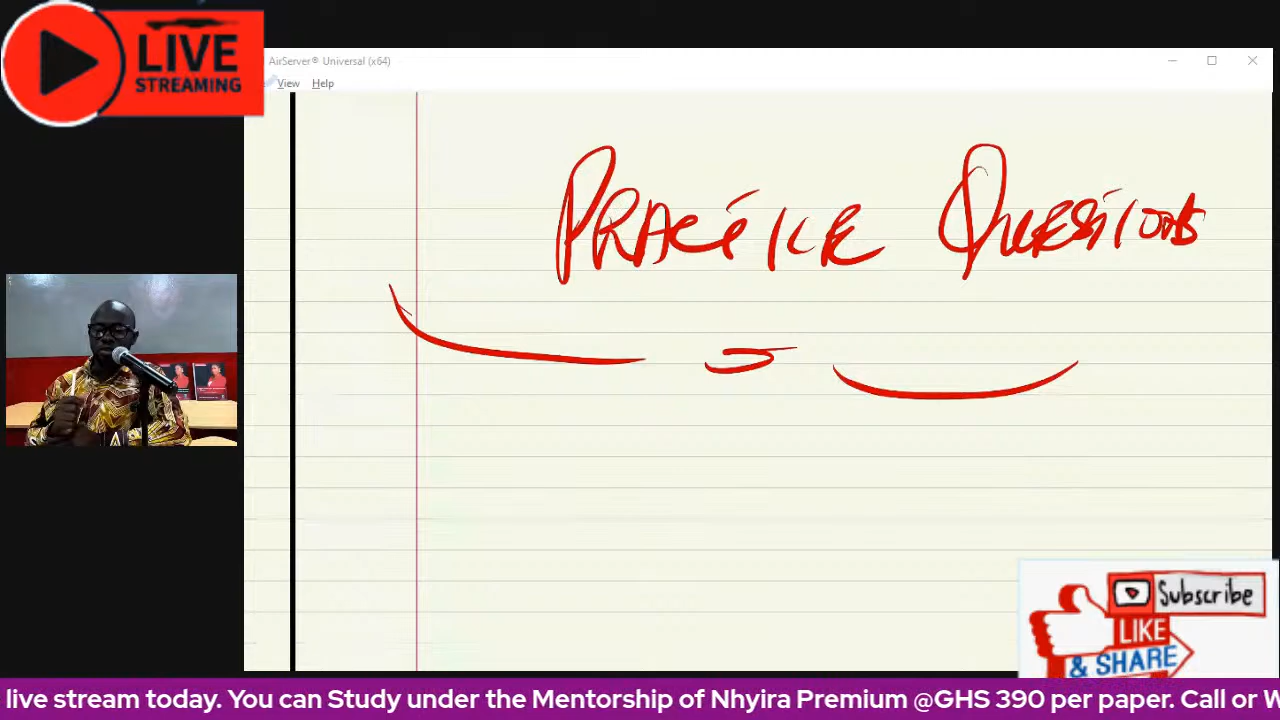 LIVE
STREAMING
AirServer® Universal (x64)
View Help
PRACTICE QUESTIONS
Subscribe
LIKE
& SHARE
live stream today. You can Study under the Mentorship of Nhyira Premium @GHS 390 per paper. Call or W